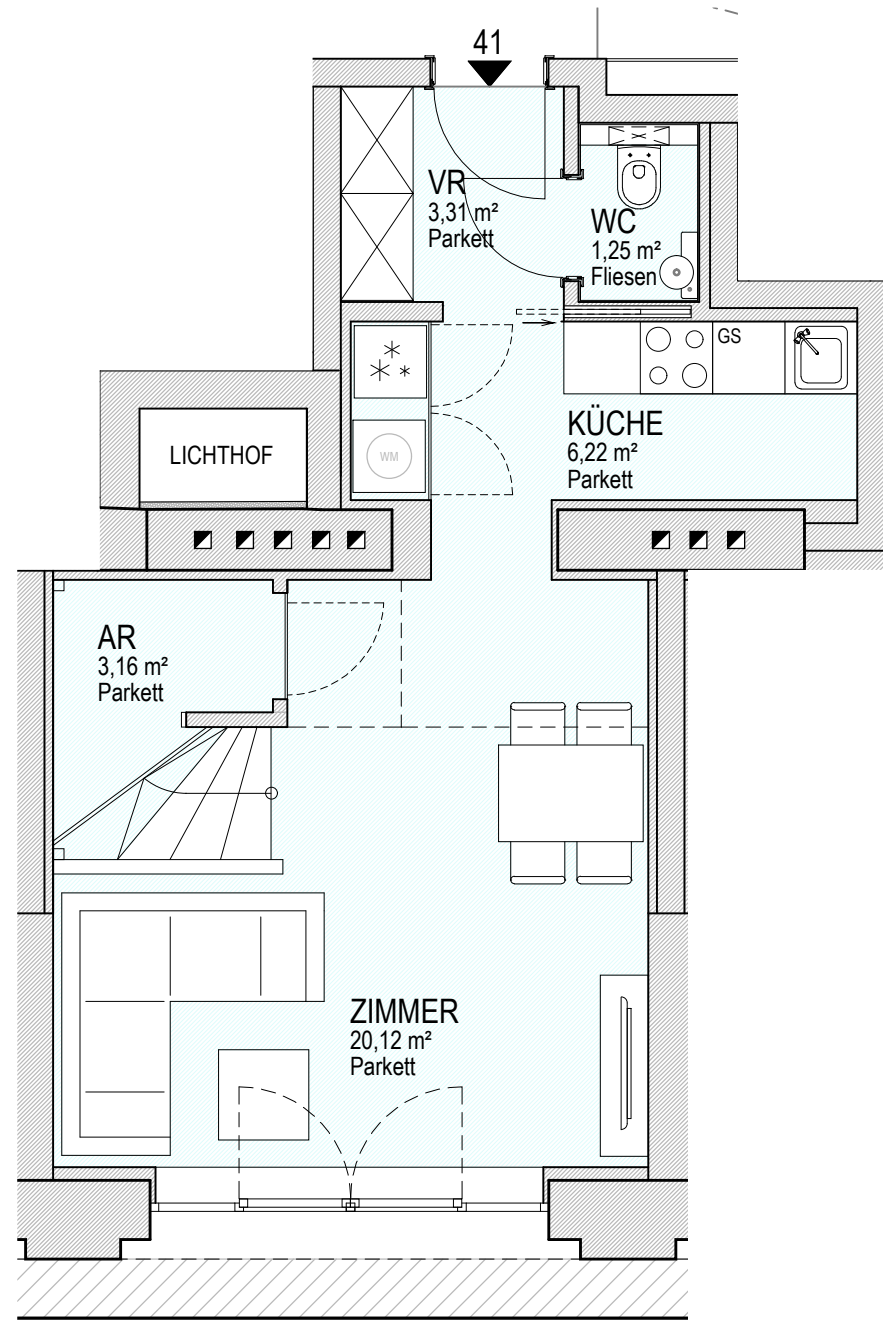 41
VR
3,31 m²
Parkett
WC
1,25 m²
Fliesen
GS
KÜCHE
6,22 m²
Parkett
WM
LICHTHOF
AR
3,16 m²
Parkett
ZIMMER
20,12 m²
Parkett